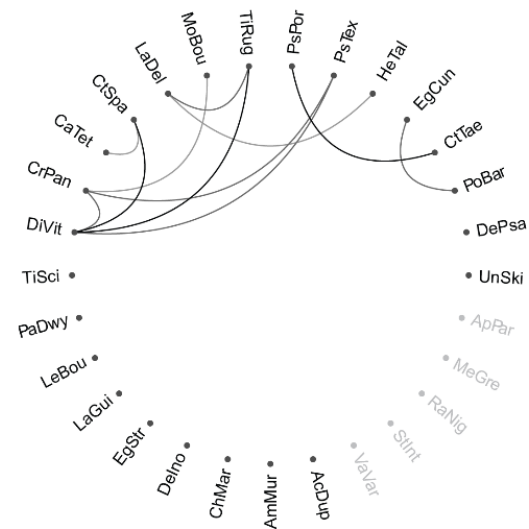 TiRug
PsPor
PsTex
HeTal
EgCun
CtTae
PoBar
DePsa
UnSki
ApPar
MeGre
RaNig
StInt
VaVar
AcDup
AmMur
ChMar
DeIno
EgStr
LaGui
LeBou
PaDwy
TiSci
DiVit
CrPan
CaTet
CtSpa
LaDel
MoBou